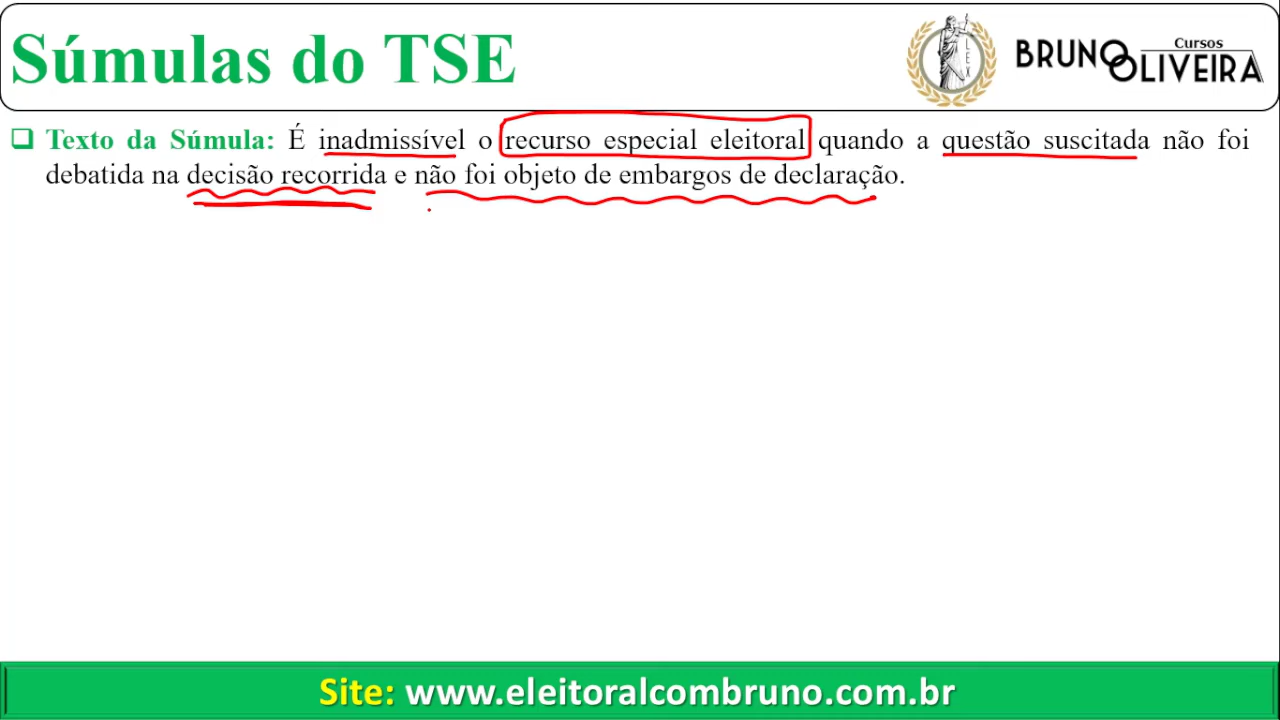 Súmulas do TSE
LEX
Cursos
BRUNO OLIVEIRA
Texto da Súmula: É inadmissível o recurso especial eleitoral quando a questão suscitada não foi
debatida na decisão recorrida e não foi objeto de embargos de declaração.
Site: www.eleitoralcombruno.com.br